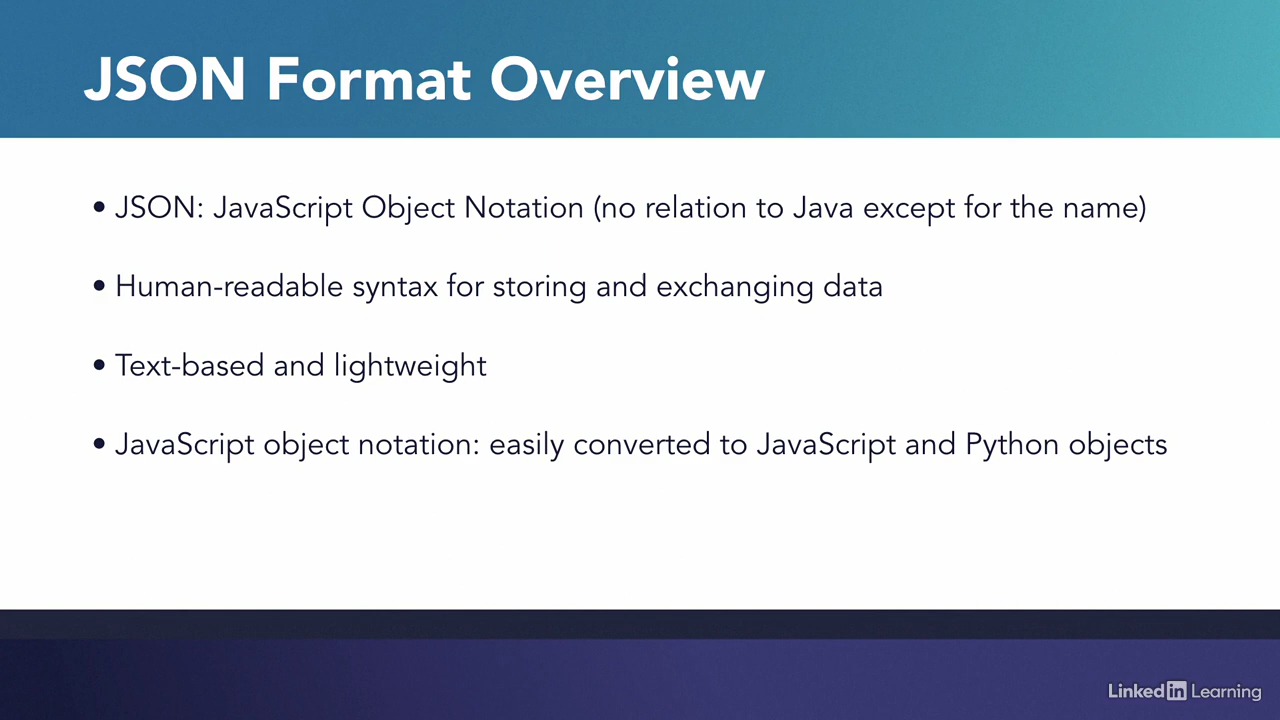 JSON Format Overview
• JSON: JavaScript Object Notation (no relation to Java except for the name)
• Human-readable syntax for storing and exchanging data
• Text-based and lightweight
• JavaScript object notation: easily converted to JavaScript and Python objects
Linked in Learning